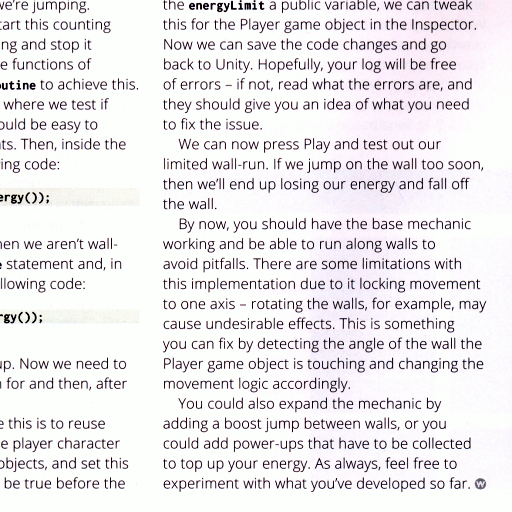 we're jumping.
tart this counting
ng and stop it
e functions of
outine to achieve this.
where we test if
ould be easy to
ts. Then, inside the
ing code:
ergy());
hen we aren't wall-
e statement and, in
llowing code:
rgy());
up. Now we need to
n for and then, after
e this is to reuse
e player character
objects, and set this
be true before the
the energyLimit a public variable, we can tweak
this for the Player game object in the Inspector.
Now we can save the code changes and go
back to Unity. Hopefully, your log will be free
of errors – if not, read what the errors are, and
they should give you an idea of what you need
to fix the issue.
We can now press Play and test out our
limited wall-run. If we jump on the wall too soon,
then we'll end up losing our energy and fall off
the wall.
By now, you should have the base mechanic
working and be able to run along walls to
avoid pitfalls. There are some limitations with
this implementation due to it locking movement
to one axis – rotating the walls, for example, may
cause undesirable effects. This is something
you can fix by detecting the angle of the wall the
Player game object is touching and changing the
movement logic accordingly.
You could also expand the mechanic by
adding a boost jump between walls, or you
could add power-ups that have to be collected
to top up your energy. As always, feel free to
experiment with what you've developed so far. W